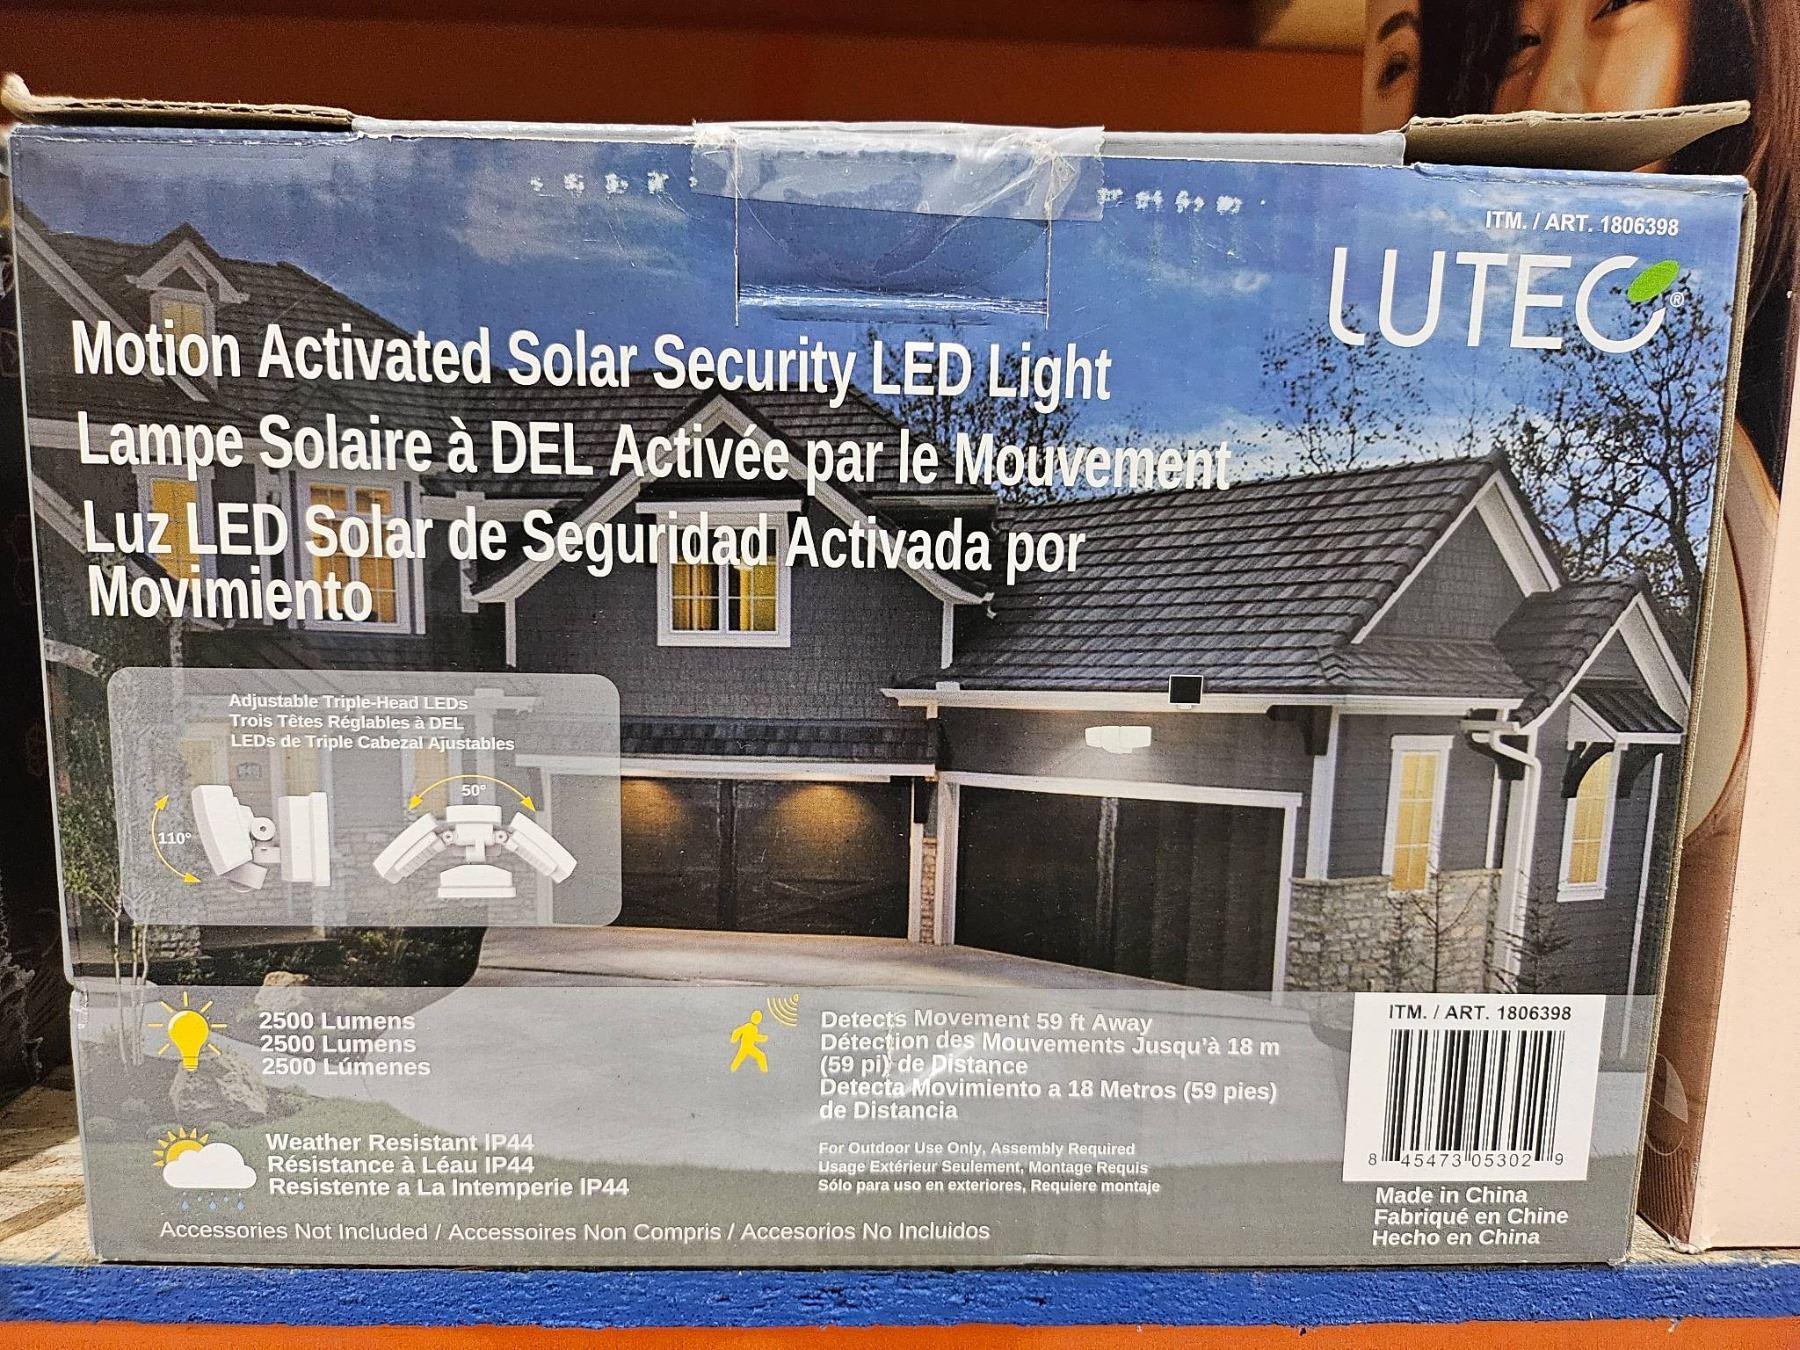 ITM. / ART. 1806398
LUTEC®
Motion Activated Solar Security LED Light
Lampe Solaire à DEL Activée par le Mouvement
Luz LED Solar de Seguridad Activada por
Movimiento
Adjustable Triple-Head LEDs
Trois Têtes Réglables à DEL
LEDs de Triple Cabezal Ajustables
110°
50°
2500 Lumens
2500 Lumens
2500 Lúmenes
Detects Movement 59 ft Away
Détection des Mouvements Jusqu'à 18 m
(59 pi) de Distance
Detecta Movimiento a 18 Metros (59 pies)
de Distancia
Weather Resistant IP44
Résistance à Léau IP44
Resistente a La Intemperie IP44
For Outdoor Use Only, Assembly Required
Usage Extérieur Seulement, Montage Requis
Sólo para uso en exteriores, Requiere montaje
Accessories Not Included / Accessoires Non Compris / Accesorios No Incluidos
ITM. / ART. 1806398
8 45473 05302 9
Made in China
Fabriqué en Chine
Hecho en China